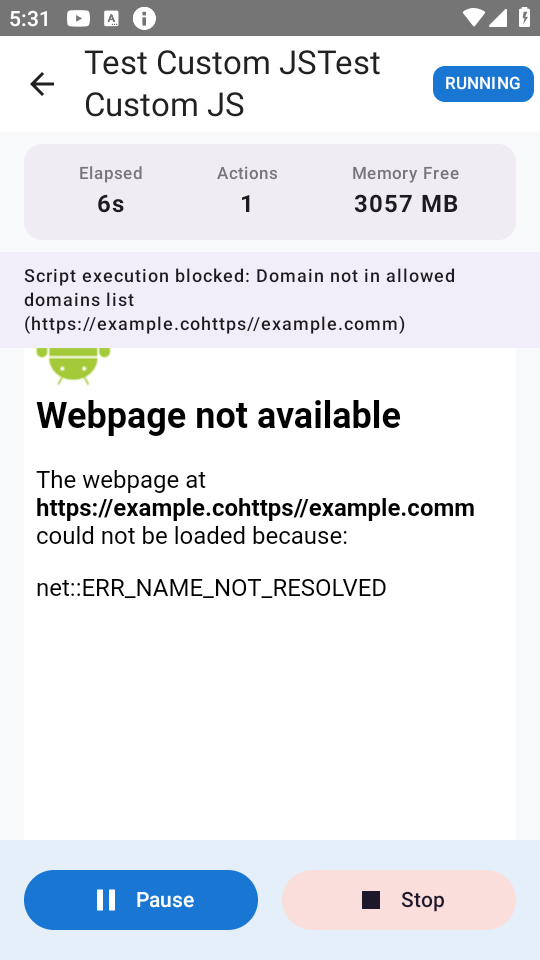 5:31
Test Custom JSTest
Custom JS
RUNNING
Elapsed
Actions
Memory Free
6s
1
3057 MB
Script execution blocked: Domain not in allowed
domains list
(https://example.cohttps//example.comm)
Webpage not available
The webpage at
https://example.cohttps//example.comm
could not be loaded because:
net::ERR_NAME_NOT_RESOLVED
Pause
Stop